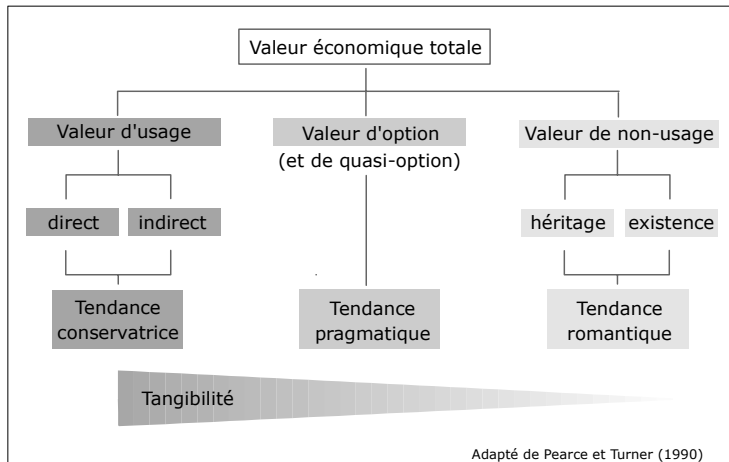 Valeur économique totale
Valeur d'usage
Valeur d'option
(et de quasi-option)
Valeur de non-usage
direct
indirect
héritage
existence
Tendance
conservatrice
Tendance
pragmatique
Tendance
romantique
Tangibilité
Adapté de Pearce et Turner (1990)